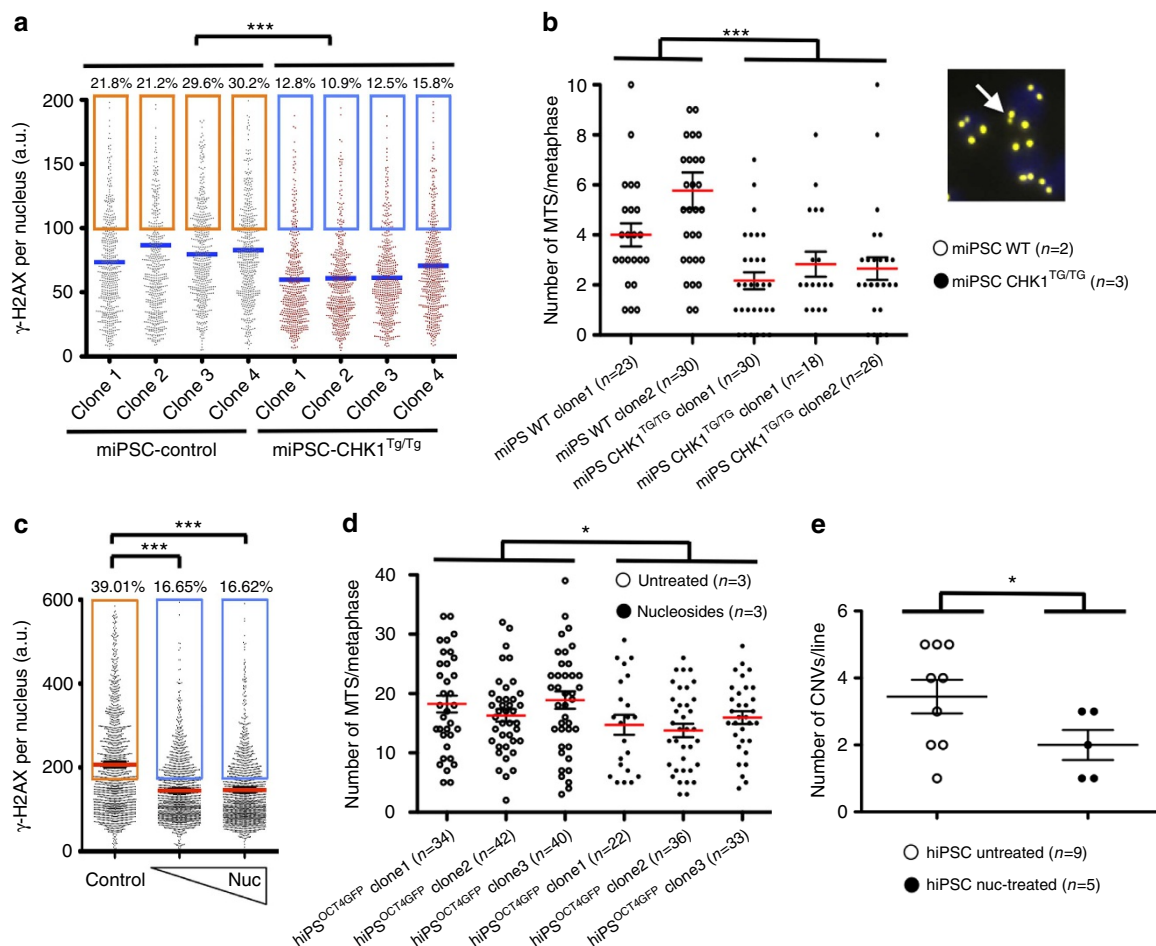 a
***
21.8% 21.2% 29.6% 30.2% 12.8% 10.9% 12.5% 15.8%
γ-H2AX per nucleus (a.u.)
200
150
100
50
0
Clone 1 Clone 2 Clone 3 Clone 4 Clone 1 Clone 2 Clone 3 Clone 4
miPSC-control miPSC-CHK1Tg/Tg
b
***
Number of MTS/metaphase
10
8
6
4
2
0
miPS WT clone1 (n=23)
miPS WT clone2 (n=30)
miPS CHK1TG/TG clone1 (n=30)
miPS CHK1TG/TG clone1 (n=18)
miPS CHK1TG/TG clone2 (n=26)
miPSC WT (n=2)
miPSC CHK1TG/TG (n=3)
c
***
***
39.01% 16.65% 16.62%
γ-H2AX per nucleus (a.u.)
600
400
200
0
Control Nuc
d
*
Untreated (n=3)
Nucleosides (n=3)
Number of MTS/metaphase
40
30
20
10
0
hiPSOCT4GFP clone1 (n=34)
hiPSOCT4GFP clone2 (n=42)
hiPSOCT4GFP clone3 (n=40)
hiPSOCT4GFP clone1 (n=22)
hiPSOCT4GFP clone2 (n=36)
hiPSOCT4GFP clone3 (n=33)
e
*
Number of CNVs/line
6
4
2
0
hiPSC untreated (n=9)
hiPSC nuc-treated (n=5)